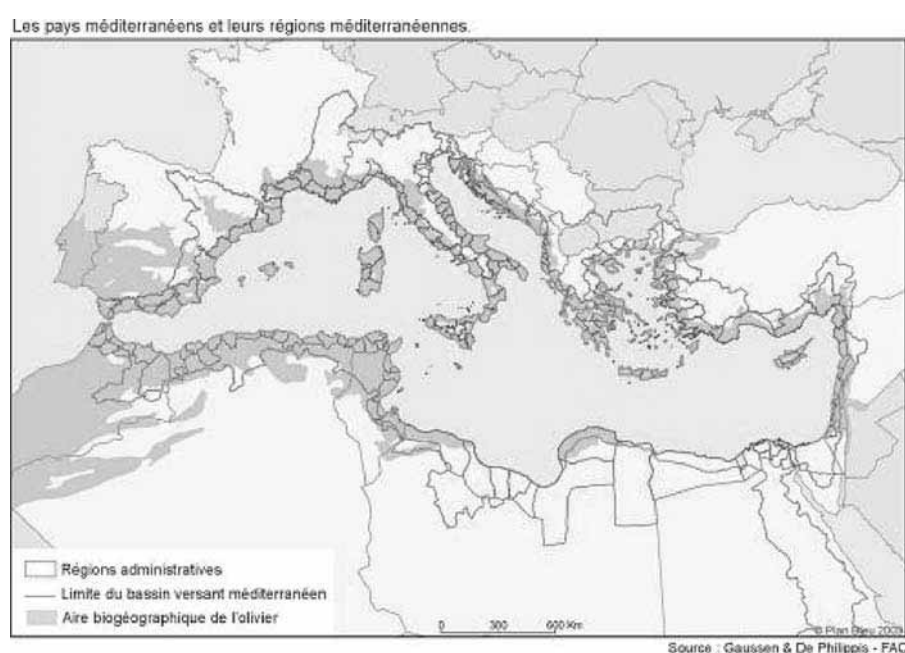 Les pays méditerranéens et leurs régions méditerranéennes.
Régions administratives
Limite du bassin versant méditerranéen
Aire biogéographique de l'olivier
0 300 600 Km
© Plan Bleu 2003
Source : Gaussen & De Philippis - FAO